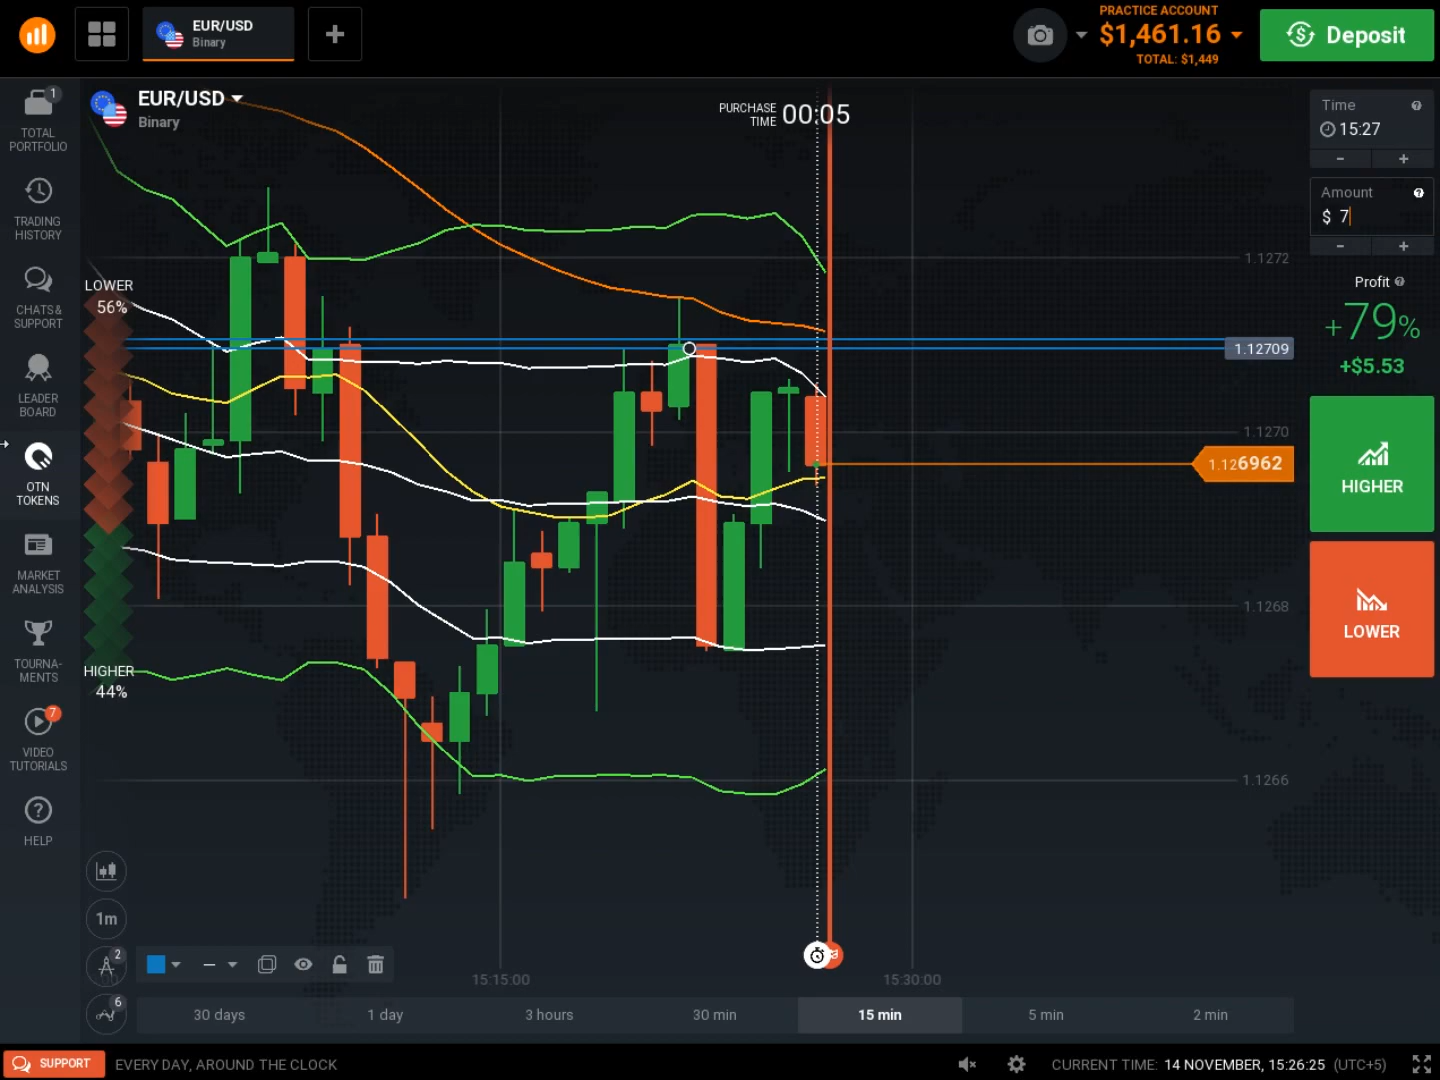 EUR/USD
Binary
PRACTICE ACCOUNT
$1,461.16
TOTAL: $1,449
Deposit
1
TOTAL
PORTFOLIO
TRADING
HISTORY
CHATS &
SUPPORT
LEADER
BOARD
OTN
TOKENS
MARKET
ANALYSIS
TOURNA-
MENTS
7
VIDEO
TUTORIALS
HELP
EUR/USD
Binary
PURCHASE
TIME
00:05
LOWER
56%
HIGHER
44%
1.1272
1.12709
1.1270
1.126962
1.1268
1.1266
Time
15:27
Amount
$ 7
Profit
+79%
+$5.53
HIGHER
LOWER
1m
2
6
15:15:00
15:30:00
30 days
1 day
3 hours
30 min
15 min
5 min
2 min
SUPPORT
EVERY DAY, AROUND THE CLOCK
CURRENT TIME: 14 NOVEMBER, 15:26:25 (UTC+5)